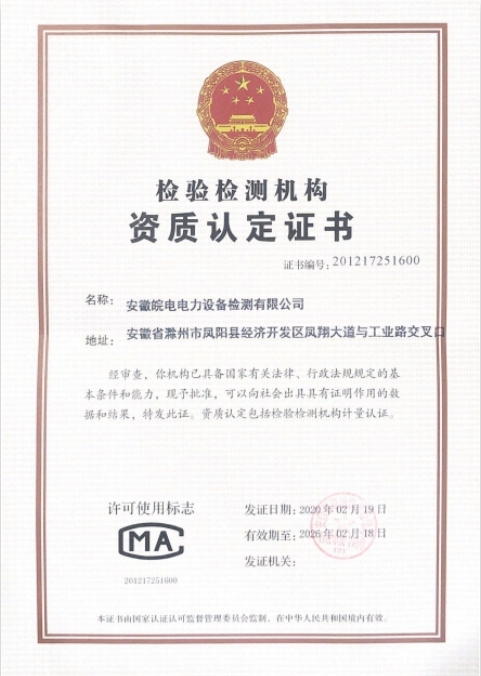 检验检测机构
资质认定证书
证书编号：201217251600
名称： 安徽皖电电力设备检测有限公司
地址： 安徽省滁州市凤阳县经济开发区凤翔大道与工业路交叉口
经审查，你机构已具备国家有关法律、行政法规规定的基
本条件和能力，现予批准，可以向社会出具具有证明作用的数
据和结果，特发此证。资质认定包括检验检测机构计量认证。
许可使用标志
MA
201217251600
发证日期：2020年02月19日
有效期至：2026年02月18日
发证机关：
本证书由国家认证认可监督管理委员会监制，在中华人民共和国境内有效。